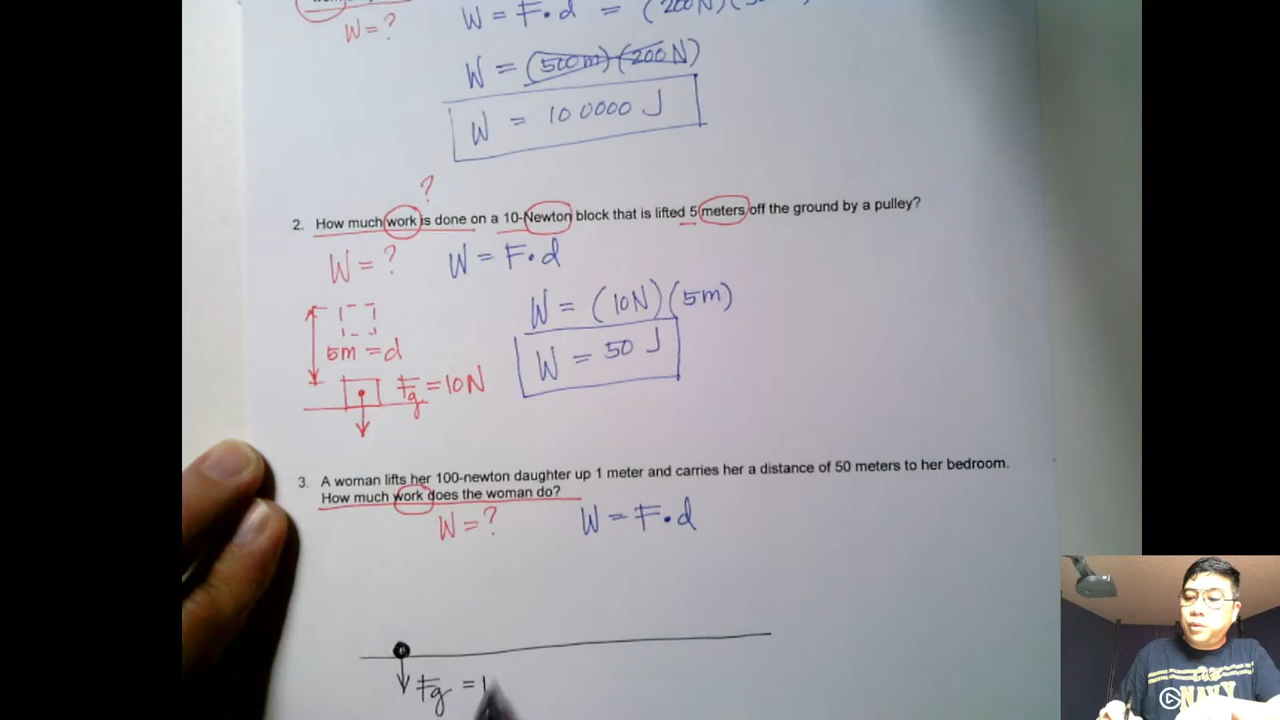 W = ?
W = F•d = (200N)
W = (500m)(200N)
W = 100000 J
?
2. How much work is done on a 10-Newton block that is lifted 5 meters off the ground by a pulley?
W = ?
W = F•d
W = (10N)(5m)
5m = d
W = 50 J
Fg = 10N
3. A woman lifts her 100-newton daughter up 1 meter and carries her a distance of 50 meters to her bedroom.
How much work does the woman do?
W = ?
W = F•d
Fg = 1
NAVY